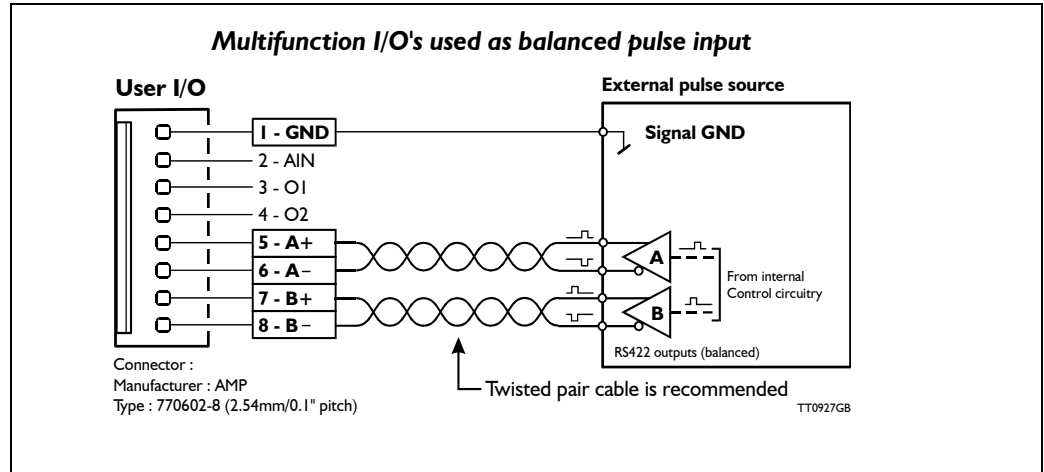 Multifunction I/O's used as balanced pulse input
User I/O
External pulse source
1 - GND
Signal GND
2 - AIN
3 - O1
4 - O2
5 - A+
6 - A−
7 - B+
8 - B−
A
B
From internal
Control circuitry
RS422 outputs (balanced)
Connector :
Manufacturer : AMP
Type : 770602-8 (2.54mm/0.1" pitch)
Twisted pair cable is recommended
TT0927GB